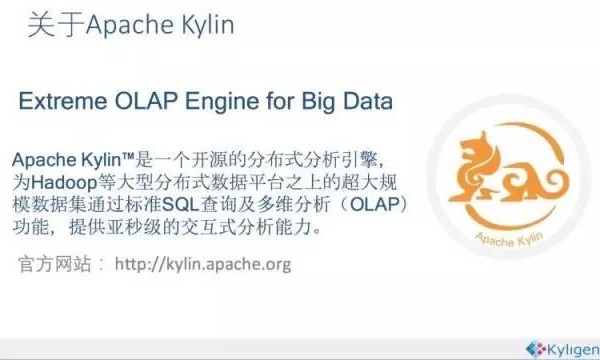 关于Apache Kylin
Extreme OLAP Engine for Big Data
Apache Kylin™是一个开源的分布式分析引擎，
为Hadoop等大型分布式数据平台之上的超大规
模数据集通过标准SQL查询及多维分析（OLAP）
功能，提供亚秒级的交互式分析能力。
官方网站： http://kylin.apache.org
Apache Kylin
Kyligen